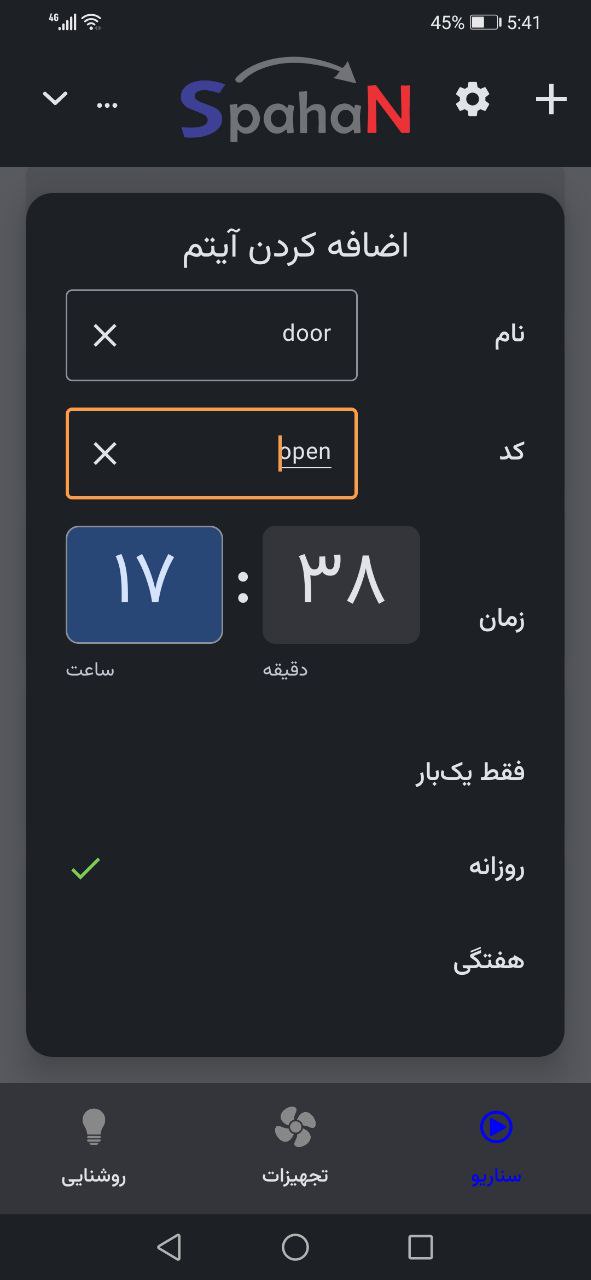 4G 45% 5:41
... SpahaN
اضافه کردن آیتم
نام door
کد open
زمان ۱۷ : ۳۸
ساعت دقیقه
فقط یک‌بار
روزانه
هفتگی
سناریو تجهیزات روشنایی